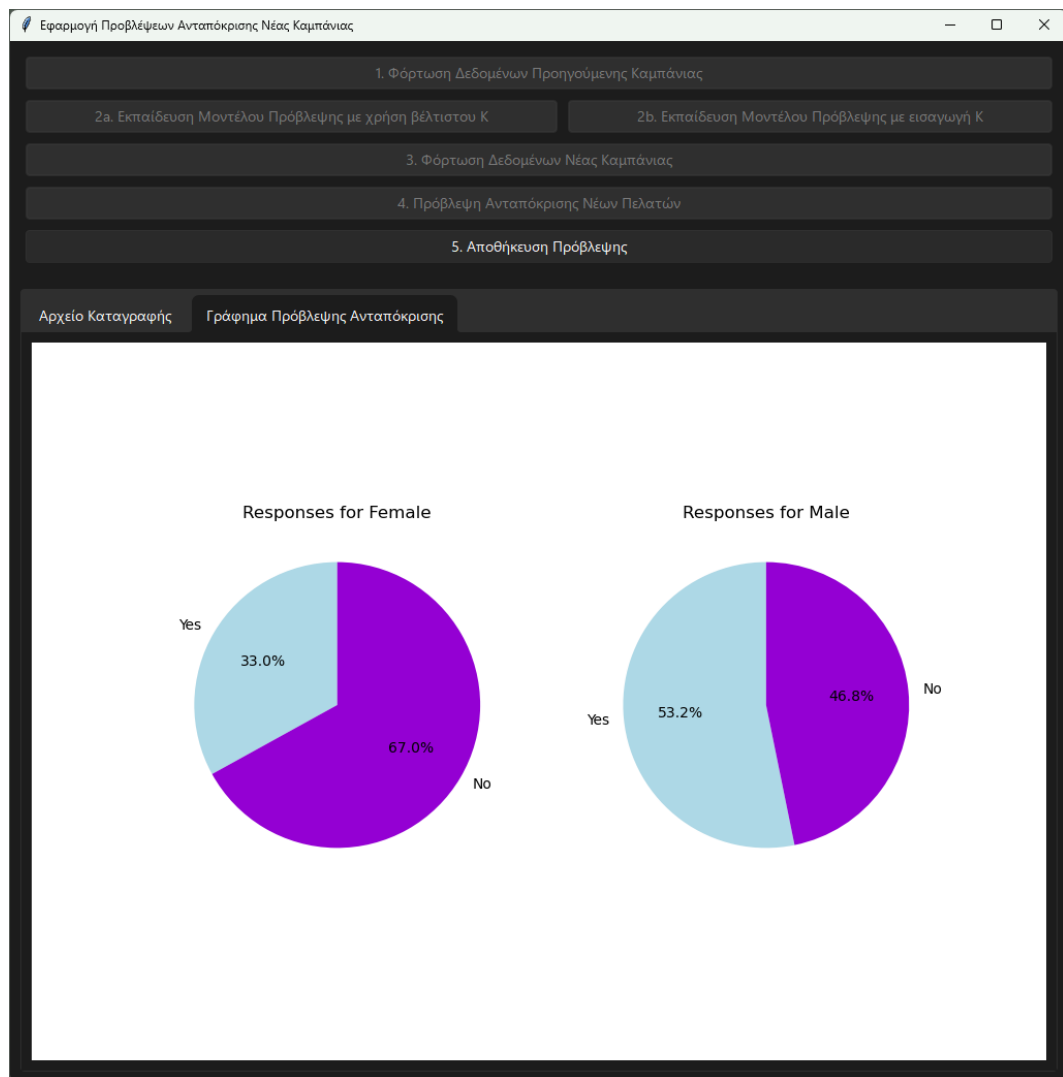 Εφαρμογή Προβλέψεων Ανταπόκρισης Νέας Καμπάνιας
1. Φόρτωση Δεδομένων Προηγούμενης Καμπάνιας
2a. Εκπαίδευση Μοντέλου Πρόβλεψης με χρήση βέλτιστου Κ
2b. Εκπαίδευση Μοντέλου Πρόβλεψης με εισαγωγή Κ
3. Φόρτωση Δεδομένων Νέας Καμπάνιας
4. Πρόβλεψη Ανταπόκρισης Νέων Πελατών
5. Αποθήκευση Πρόβλεψης
Αρχείο Καταγραφής
Γράφημα Πρόβλεψης Ανταπόκρισης
Responses for Female
Yes
33.0%
67.0%
No
Responses for Male
Yes
53.2%
46.8%
No